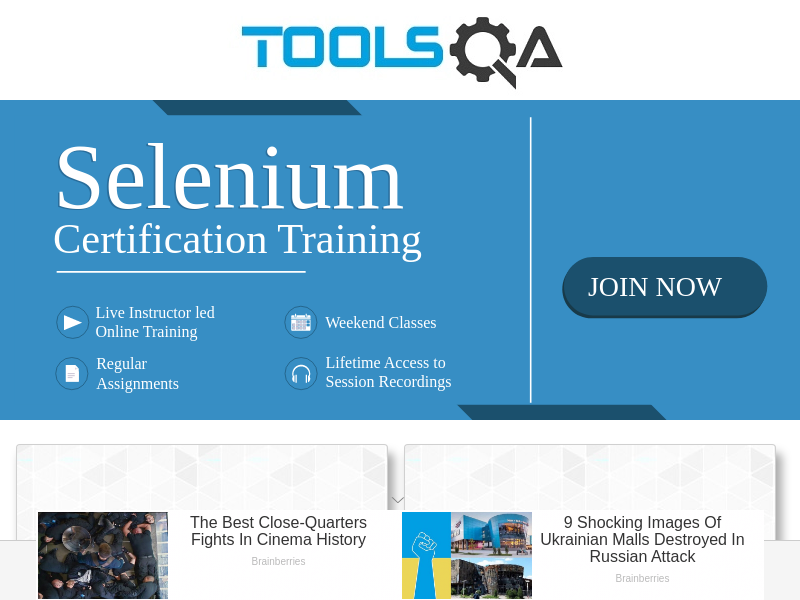 TOOLSQA
Selenium
Certification Training
Live Instructor led
Online Training
Weekend Classes
Regular
Assignments
Lifetime Access to
Session Recordings
JOIN NOW
The Best Close-Quarters
Fights In Cinema History
Brainberries
9 Shocking Images Of
Ukrainian Malls Destroyed In
Russian Attack
Brainberries